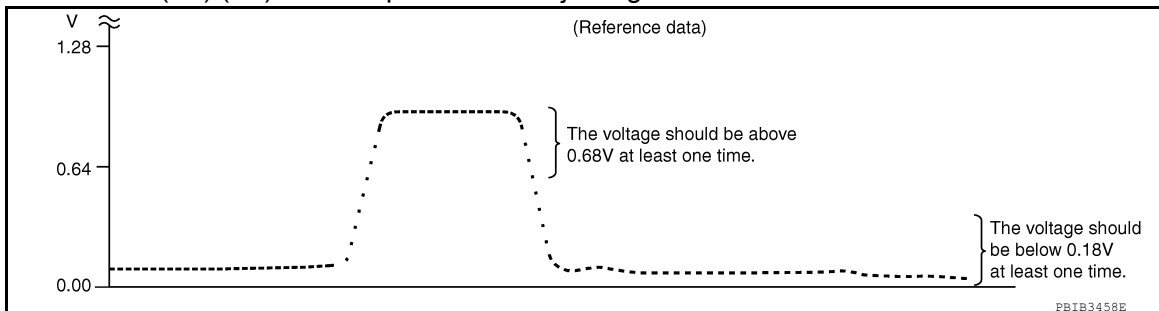 V
(Reference data)
1.28
The voltage should be above
0.68V at least one time.
0.64
The voltage should
be below 0.18V
at least one time.
0.00
PBIB3458E